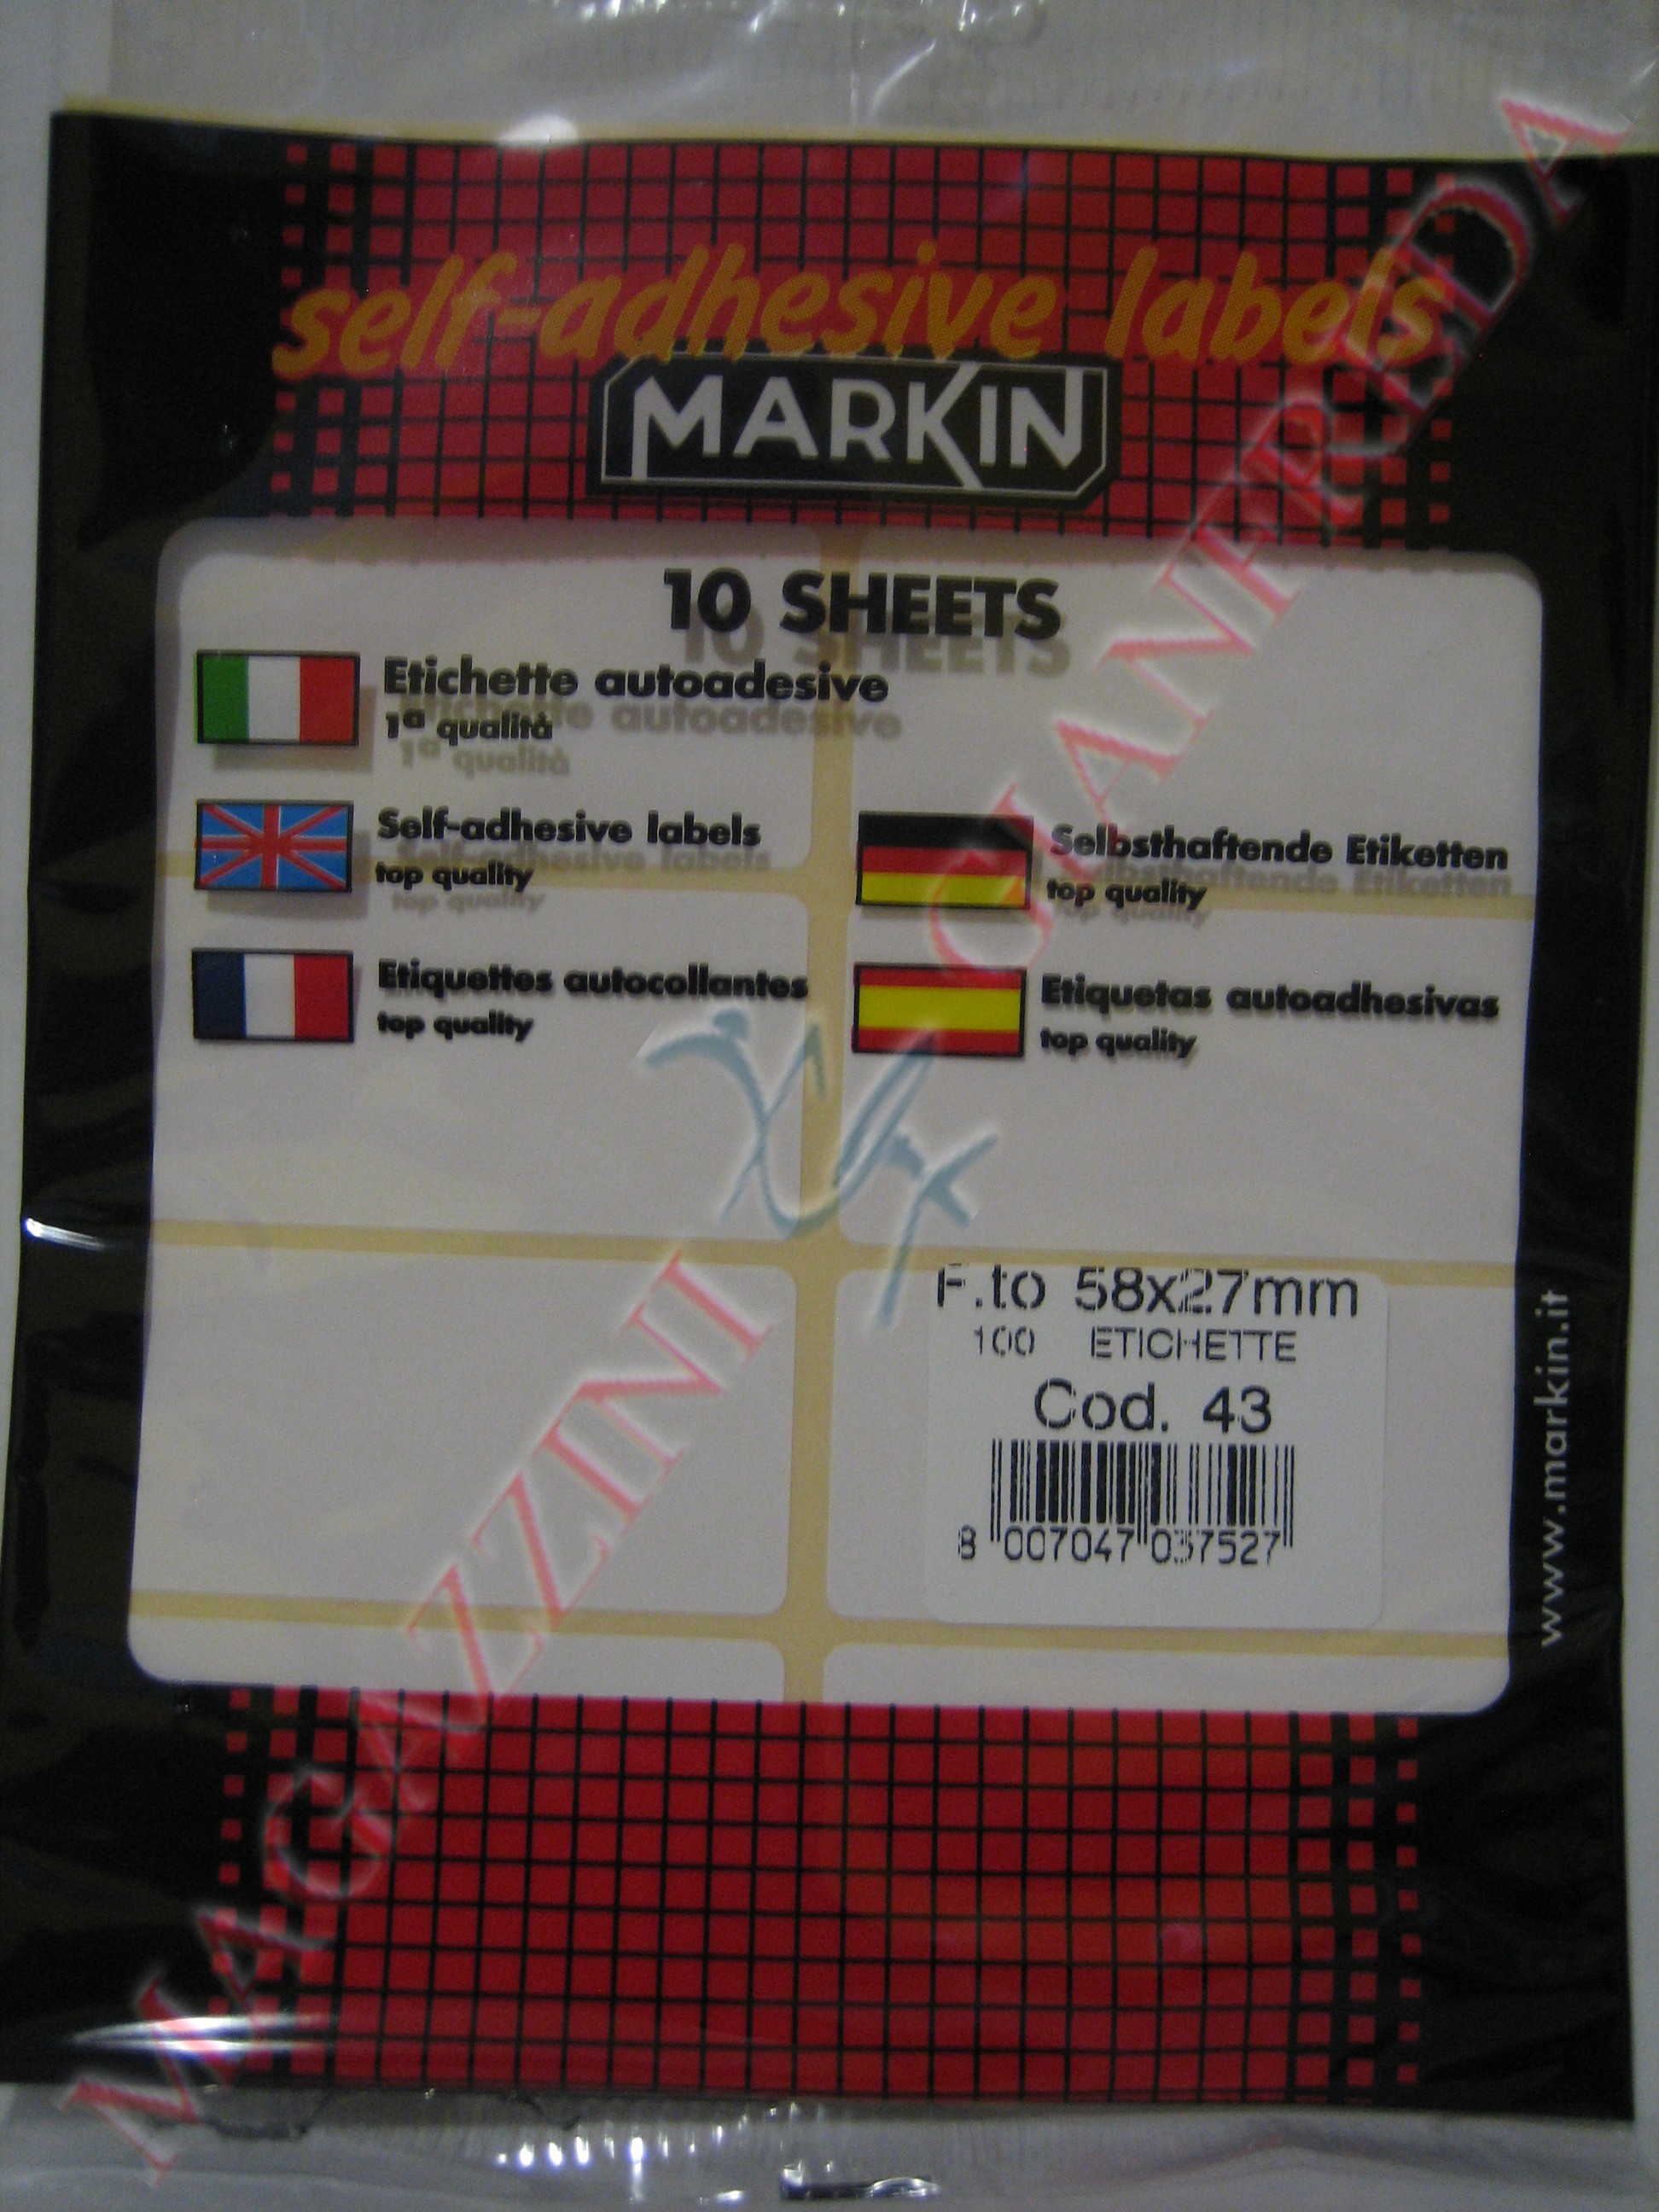 self-adhesive labels
MARKIN
10 SHEETS
Etichette autoadesive
1ª qualità
Self-adhesive labels
top quality
Selbsthaftende Etiketten
top quality
Etiquettes autocollantes
top quality
Etiquetas autoadhesivas
top quality
F.to 58x27mm
100 ETICHETTE
Cod. 43
8 007047 037527
www.markin.it
MAGAZZINI GIANFREDA